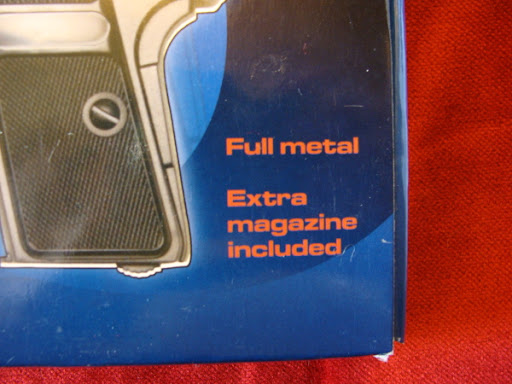 Full metal
Extra
magazine
included